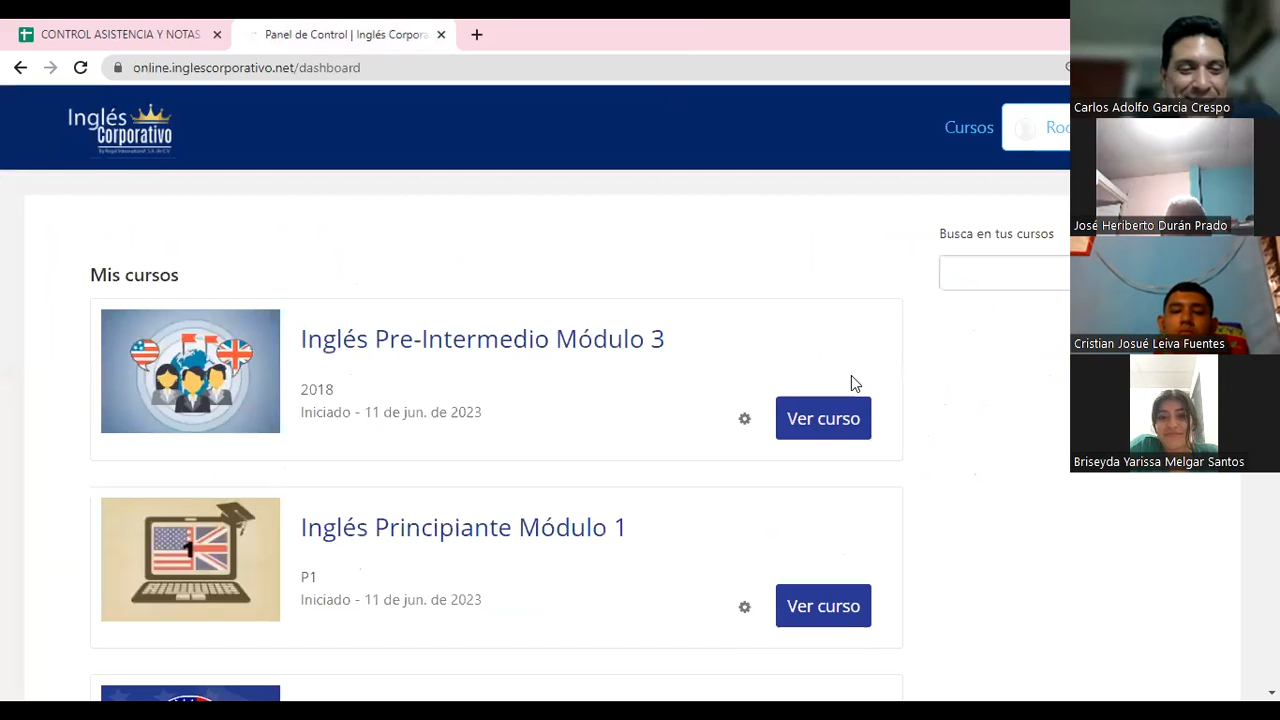 CONTROL ASISTENCIA Y NOTAS
Panel de Control | Inglés Corpora
online.inglescorporativo.net/dashboard
Inglés
Corporativo
Cursos
Mis cursos
Busca en tus cursos
Inglés Pre-Intermedio Módulo 3
2018
Iniciado - 11 de jun. de 2023
Ver curso
Inglés Principiante Módulo 1
1
P1
Iniciado - 11 de jun. de 2023
Ver curso
Carlos Adolfo Garcia Crespo
José Heriberto Durán Prado
Cristian Josué Leiva Fuentes
Briseyda Yarissa Melgar Santos